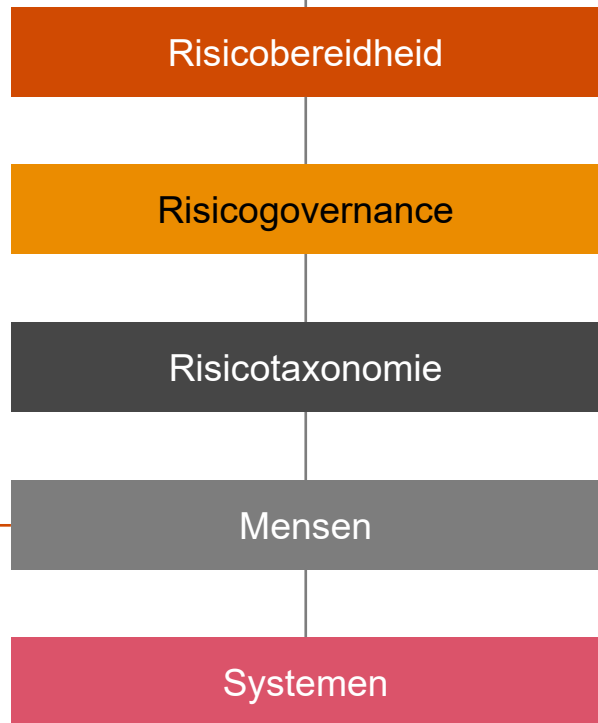 Risicobereidheid
Risicogovernance
Risicotaxonomie
Mensen
Systemen